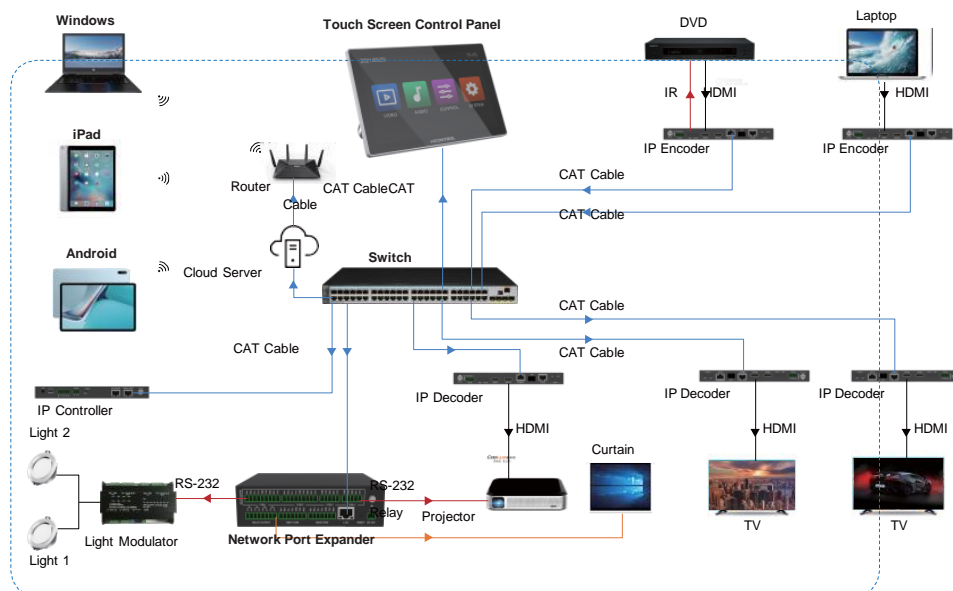 Windows
Touch Screen Control Panel
DVD
Laptop
IR
HDMI
HDMI
iPad
IP Encoder
IP Encoder
Router
CAT CableCAT
Cable
CAT Cable
CAT Cable
Android
Cloud Server
Switch
CAT Cable
CAT Cable
CAT Cable
IP Controller
IP Decoder
IP Decoder
IP Decoder
Light 2
HDMI
HDMI
HDMI
Curtain
RS-232
RS-232
Relay
Projector
Light Modulator
Network Port Expander
Light 1
TV
TV
VIDEO